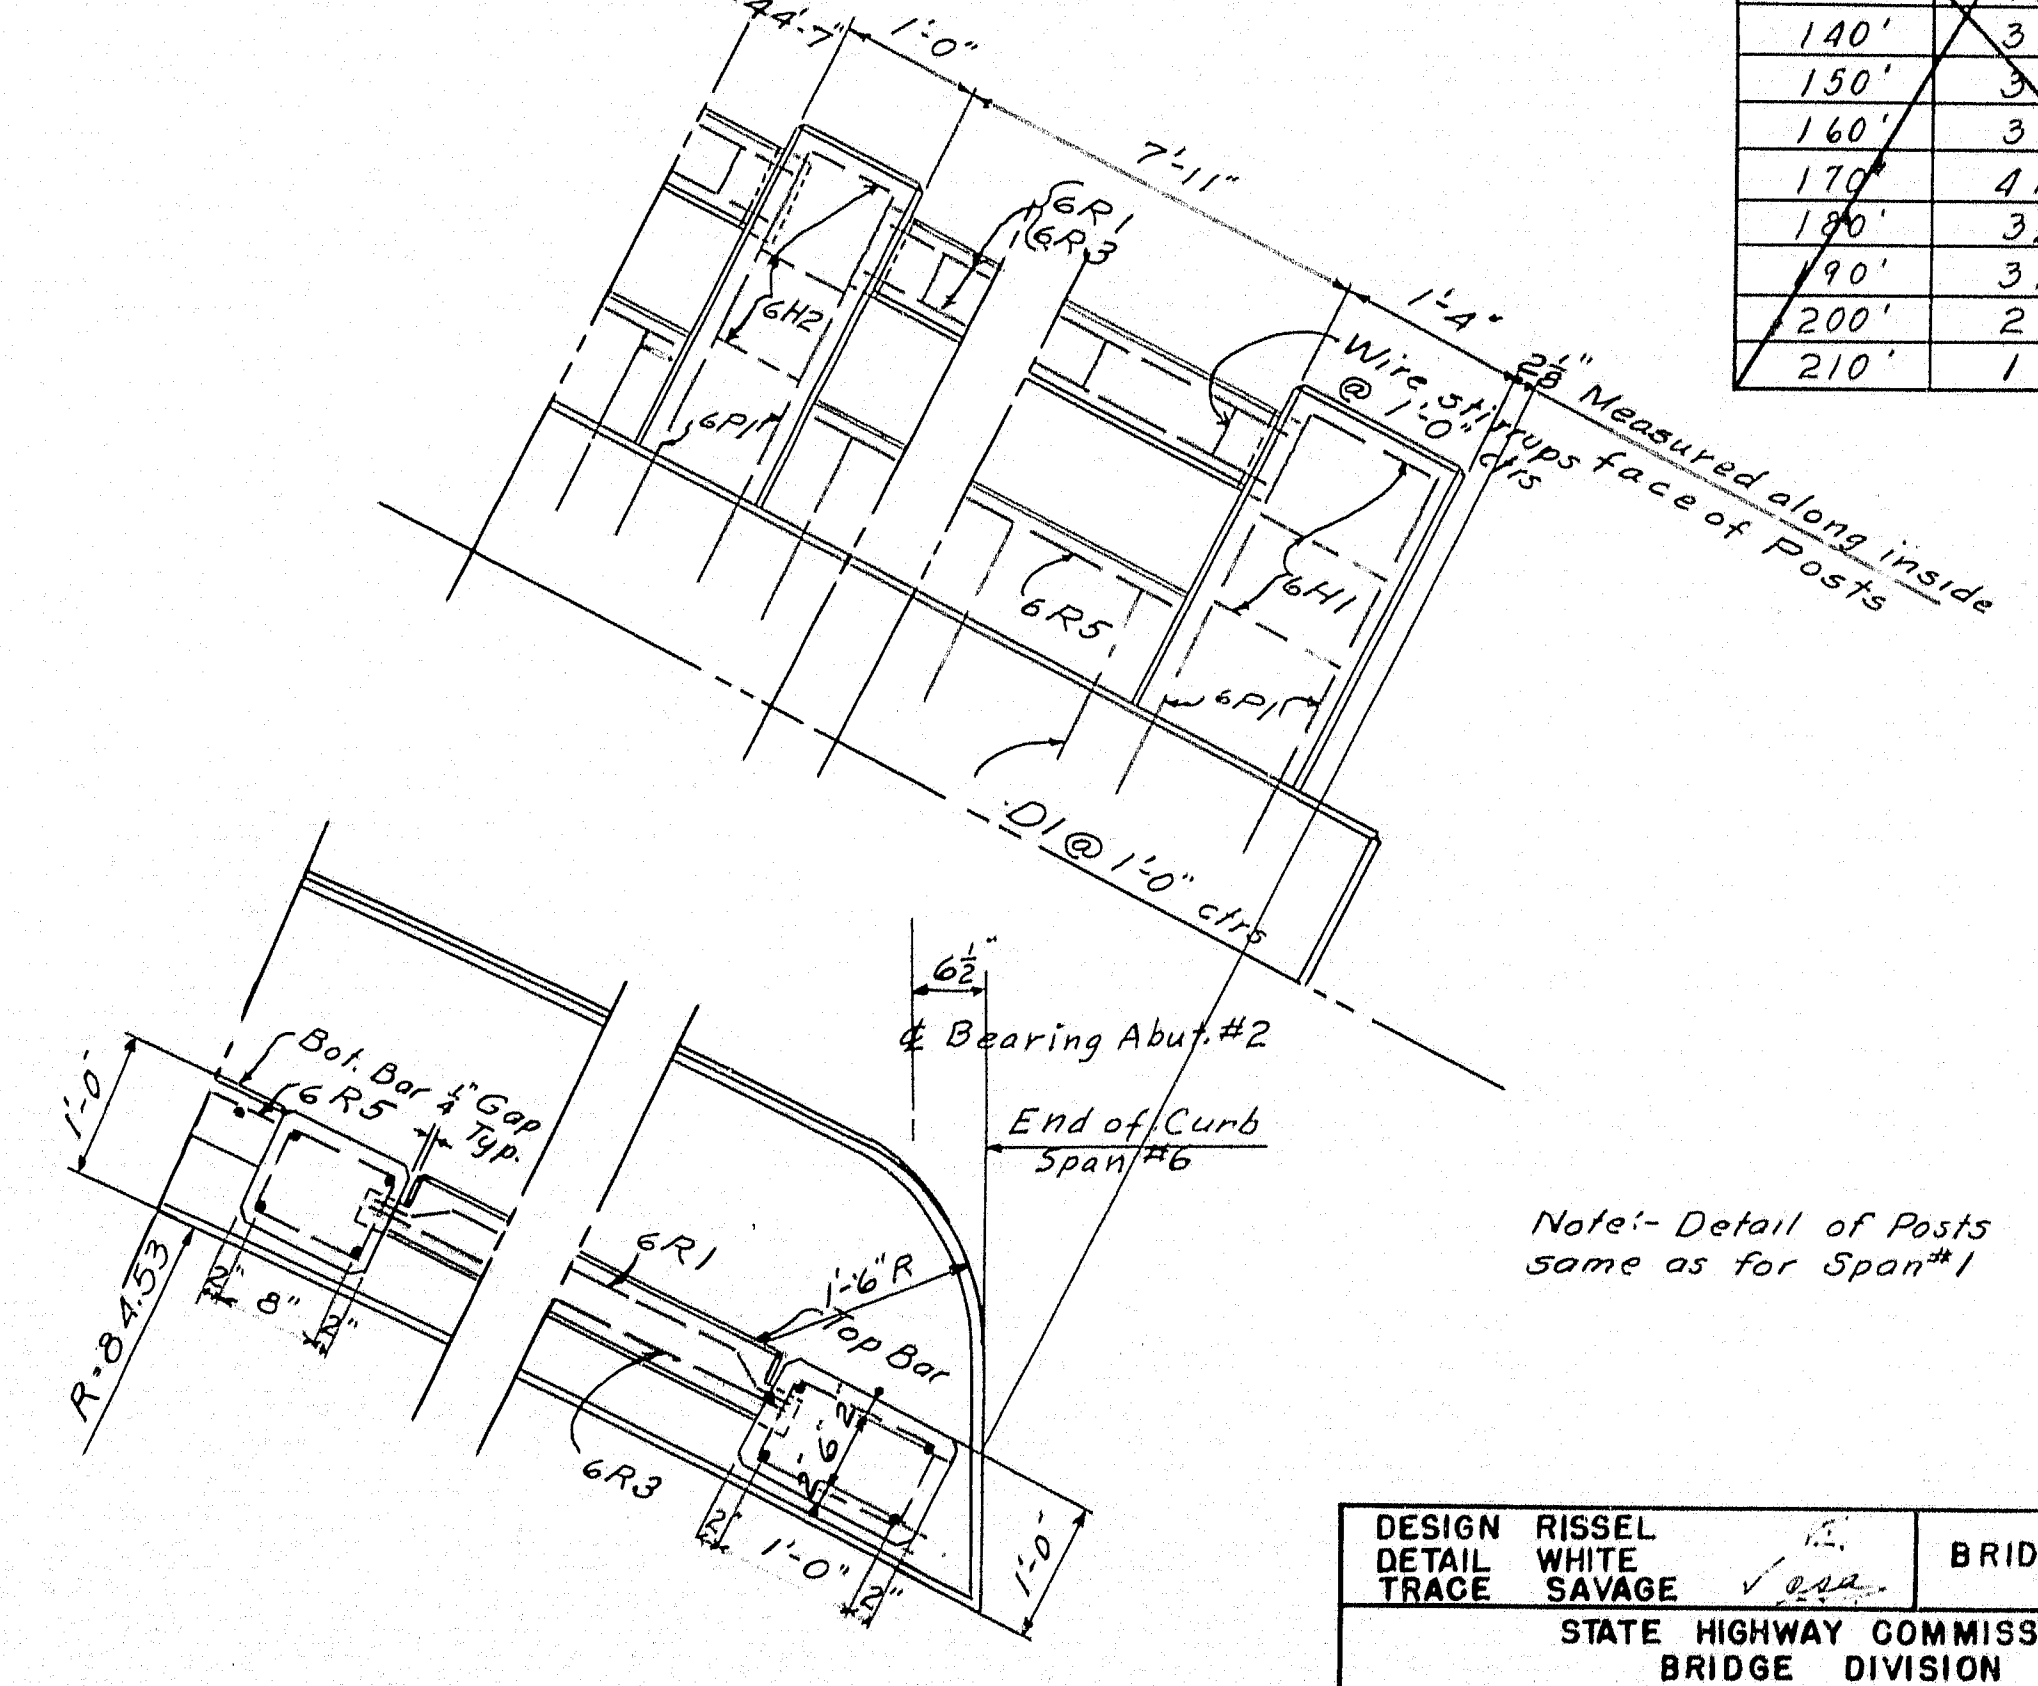 44'-7"
1'-0"
7'-11"
1'-4"
2 1/8" Measured along inside
face of Posts
6R1
6R3
6H2
6P1
Wire stirrups
@ 1'-0" ctrs
6R5
6H1
6P1
D1 @ 1'-0" ctrs
140' 3
150' 3
160' 3
170' 4
180' 3
190' 3
200' 2
210' 1
6 1/2"
℄ Bearing Abut. #2
End of Curb
Span #6
1'-0"
Bot. Bar
6R5
1/4" Gap
Typ.
R=84.53
2"
8"
2"
6R1
1'-6" R
Top Bar
6R3
2"
6"
2"
2"
1'-0"
2"
1'-0"
Note:- Detail of Posts
same as for Span #1
DESIGN RISSEL
DETAIL WHITE
TRACE SAVAGE
BRID
STATE HIGHWAY COMMISS
BRIDGE DIVISION